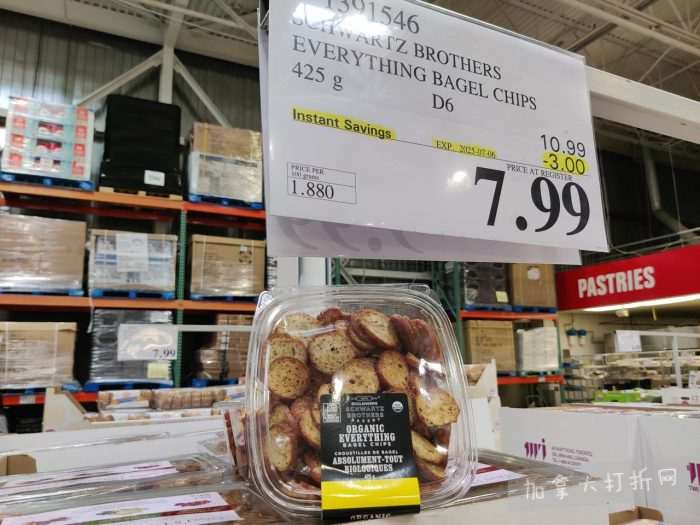 1391546
SCHWARTZ BROTHERS
EVERYTHING BAGEL CHIPS
425 g
D6
Instant Savings
EXP. 2025-07-06
10.99
-3.00
PRICE PER
100 grams
1.880
PRICE AT REGISTER
7.99
PASTRIES
7.99
SCHWARTZ BROTHERS
BAKERY
ORGANIC
EVERYTHING
BAGEL CHIPS
CROUSTILLES DE BAGEL
ABSOLUMENT-TOUT
BIOLOGIQUES
ORGANIC
加拿大打折网